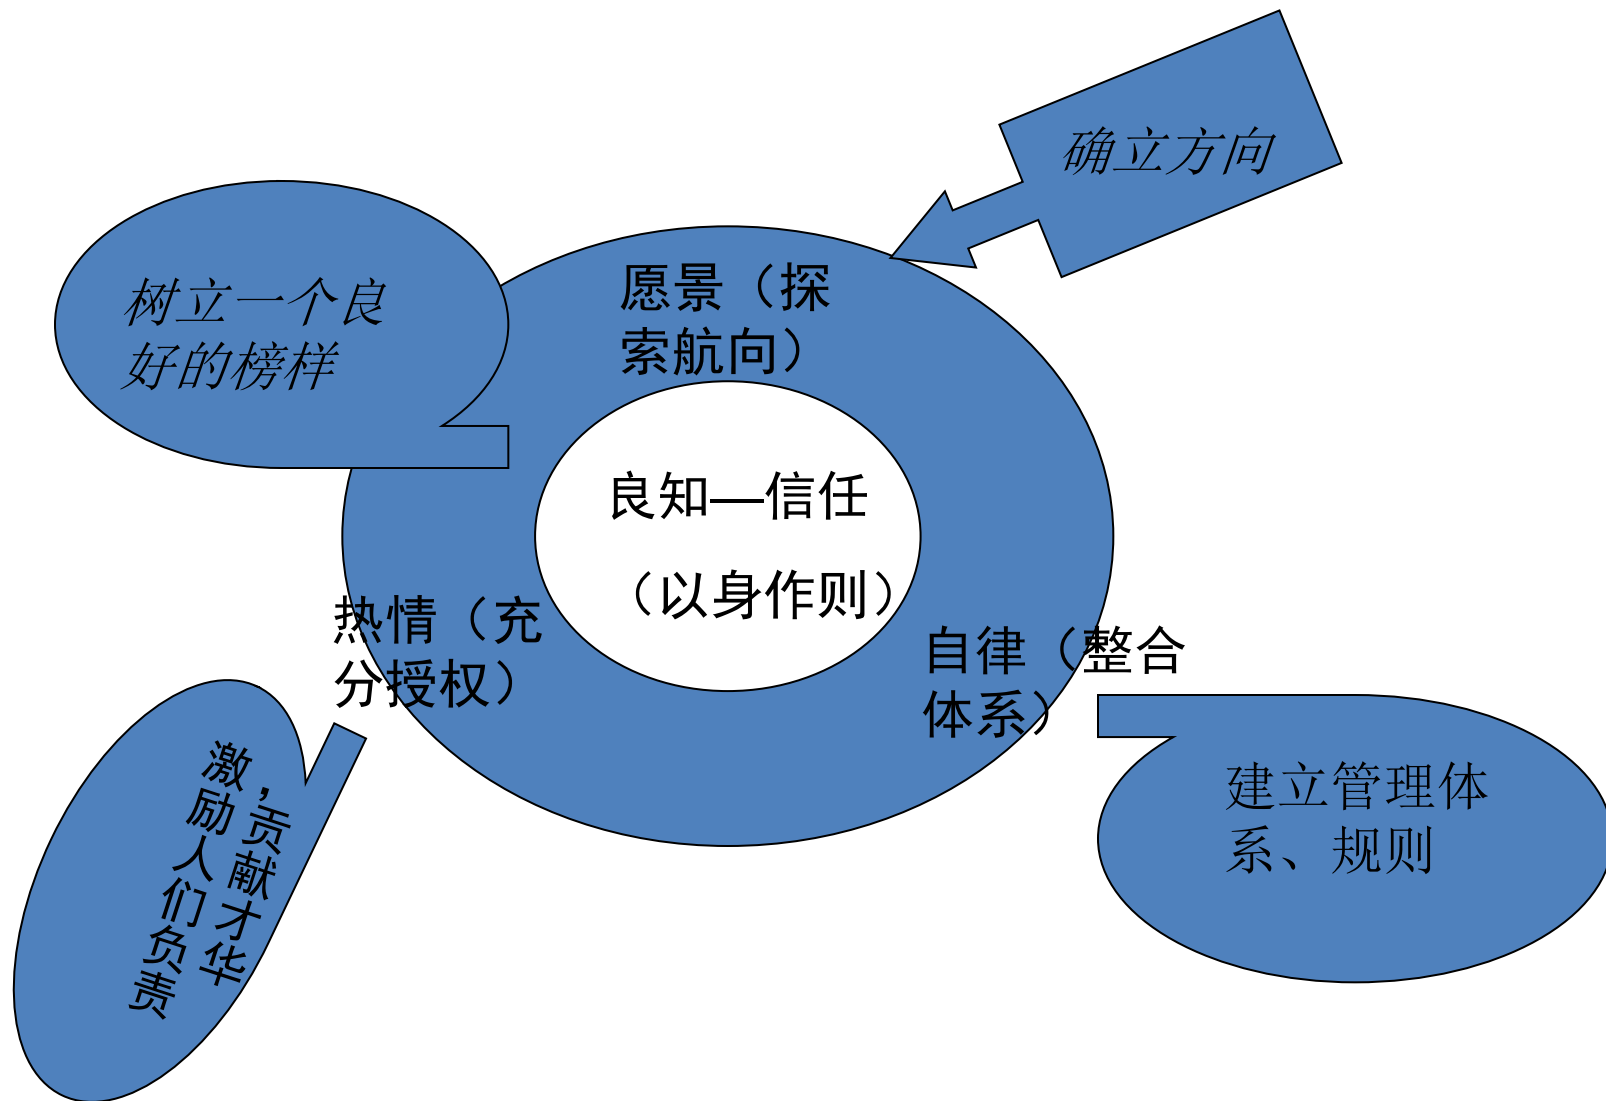 确立方向
树立一个良
好的榜样
愿景（探
索航向）
良知—信任
（以身作则）
热情（充
分授权）
自律（整合
体系）
激励人们负责
，贡献才华
建立管理体
系、规则